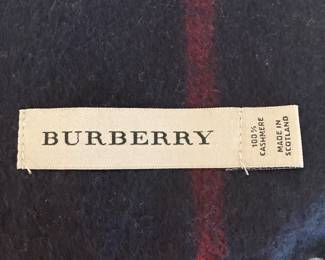 BURBERRY
100%
CASHMERE
MADE IN
SCOTLAND